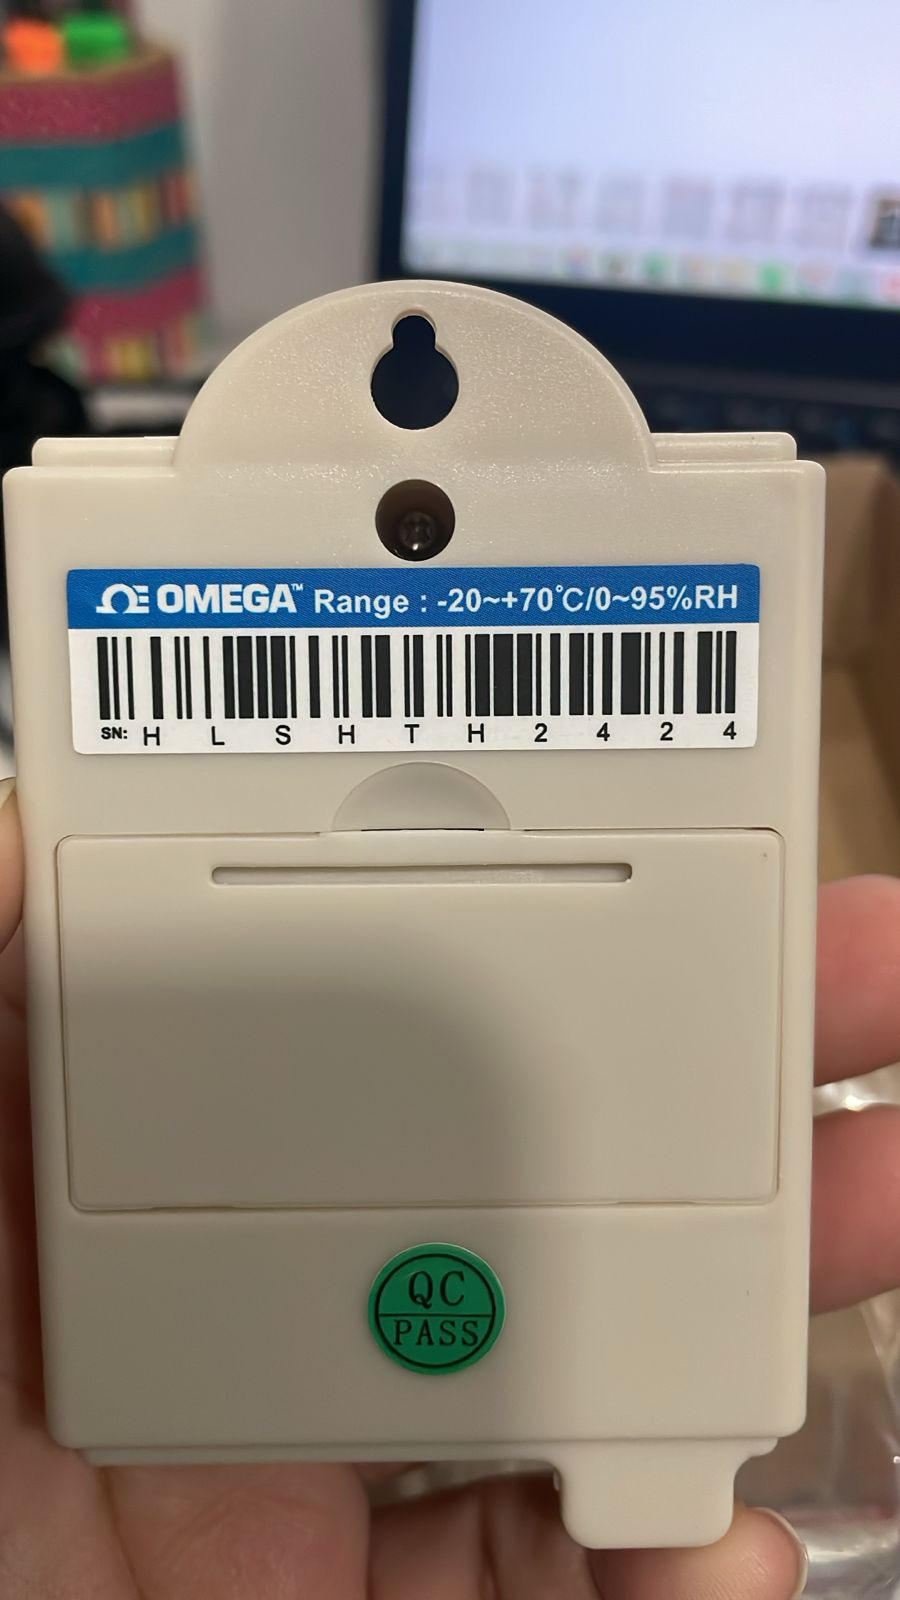 OMEGA™ Range : -20~+70℃/0~95%RH
SN: H L S H T H 2 4 2 4
QC
PASS